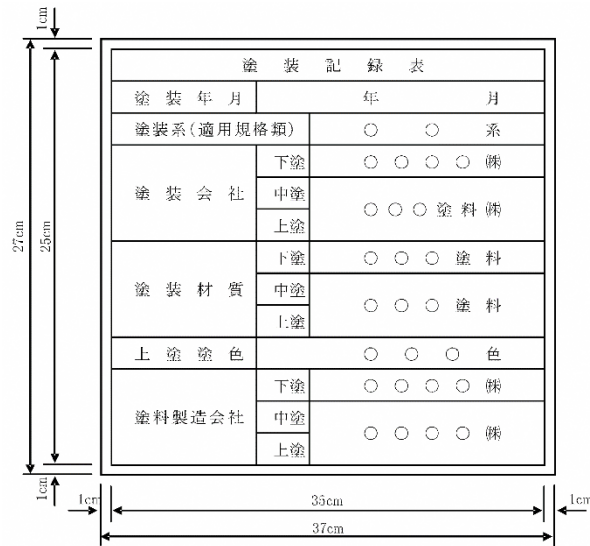 1cm
塗装記録表
塗装年月 年 月
塗装系(適用規格類) ○ ○ 系
下塗 ○○○○㈱
塗装会社 中塗 ○○○塗料㈱
上塗
下塗 ○○○塗料
塗装材質 中塗 ○○○塗料
上塗
上塗塗色 ○○○色
下塗 ○○○○㈱
塗料製造会社 中塗 ○○○○㈱
上塗
27cm
25cm
1cm
1cm
35cm
1cm
37cm